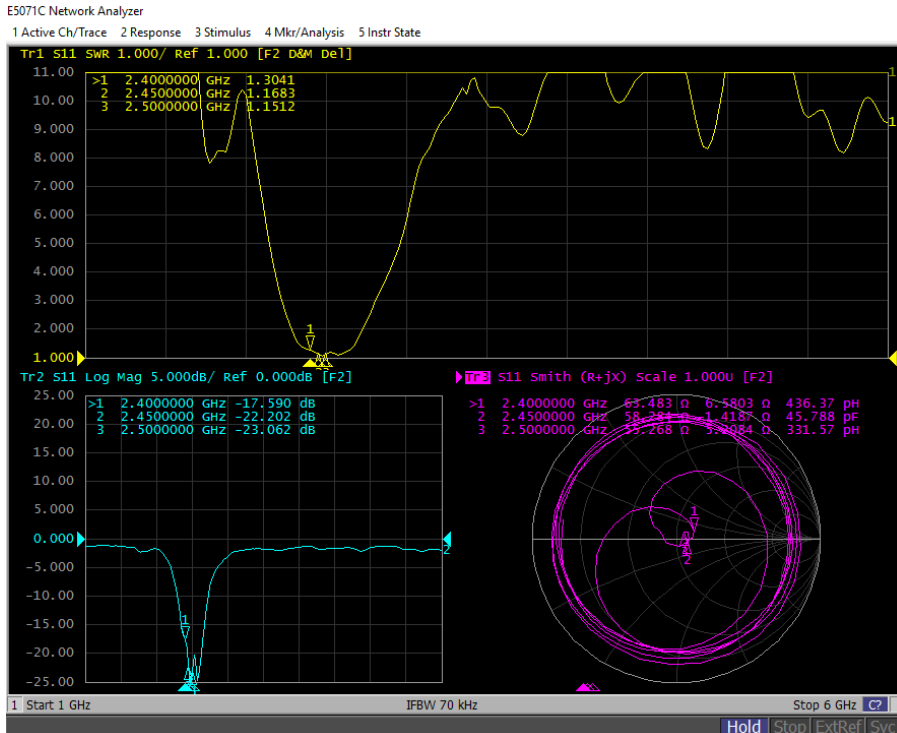 E5071C Network Analyzer
1 Active Ch/Trace 2 Response 3 Stimulus 4 Mkr/Analysis 5 Instr State
Tr1 S11 SWR 1.000/ Ref 1.000 [F2 D&M Del]
11.00
>1 2.4000000 GHz 1.3041
2 2.4500000 GHz 1.1683
3 2.5000000 GHz 1.1512
10.00
9.000
8.000
7.000
6.000
5.000
4.000
3.000
2.000
1.000
1
1
1
Tr2 S11 Log Mag 5.000dB/ Ref 0.000dB [F2]
25.00
>1 2.4000000 GHz -17.590 dB
2 2.4500000 GHz -22.202 dB
3 2.5000000 GHz -23.062 dB
20.00
15.00
10.00
5.000
0.000
-5.000
-10.00
-15.00
-20.00
-25.00
1
2
Tr3 S11 Smith (R+jX) Scale 1.000U [F2]
>1 2.4000000 GHz 63.483 Ω 6.5803 Ω 436.37 pH
2 2.4500000 GHz Ω 1.4187 Ω 45.788 pF
3 2.5000000 GHz Ω Ω 331.57 pH
1
2
1 Start 1 GHz IFBW 70 kHz Stop 6 GHz C?
Hold Stop ExtRef Svc